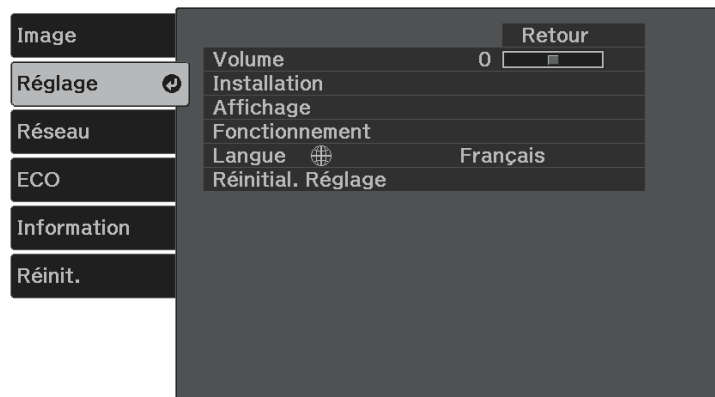 Image
Réglage
Réseau
ECO
Information
Réinit.
Retour
Volume 0
Installation
Affichage
Fonctionnement
Langue Français
Réinitial. Réglage